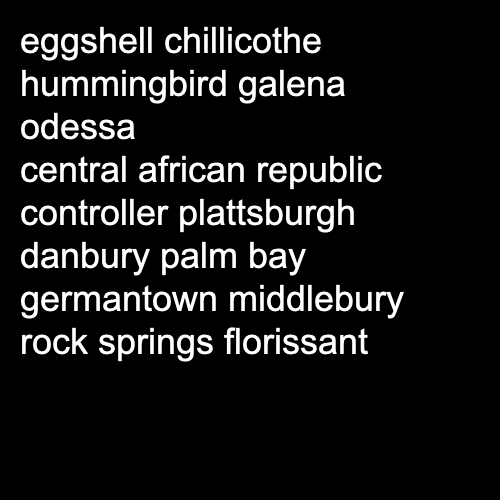 eggshell chillicothe
hummingbird galena
odessa
central african republic
controller plattsburgh
danbury palm bay
germantown middlebury
rock springs florissant